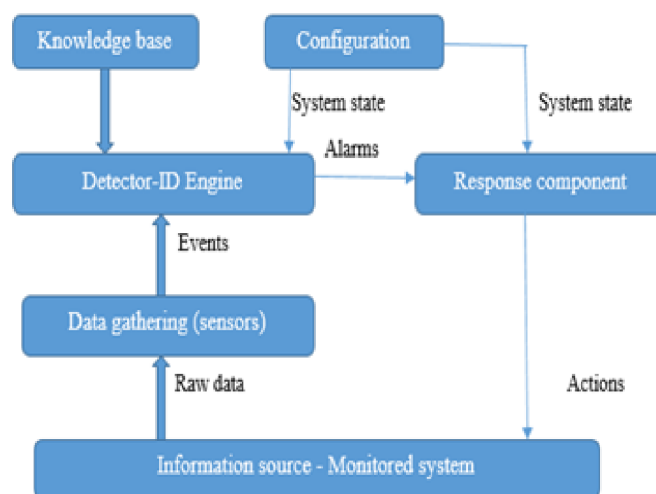 Knowledge base
Configuration
System state
System state
Alarms
Detector-ID Engine
Response component
Events
Data gathering (sensors)
Raw data
Actions
Information source - Monitored system